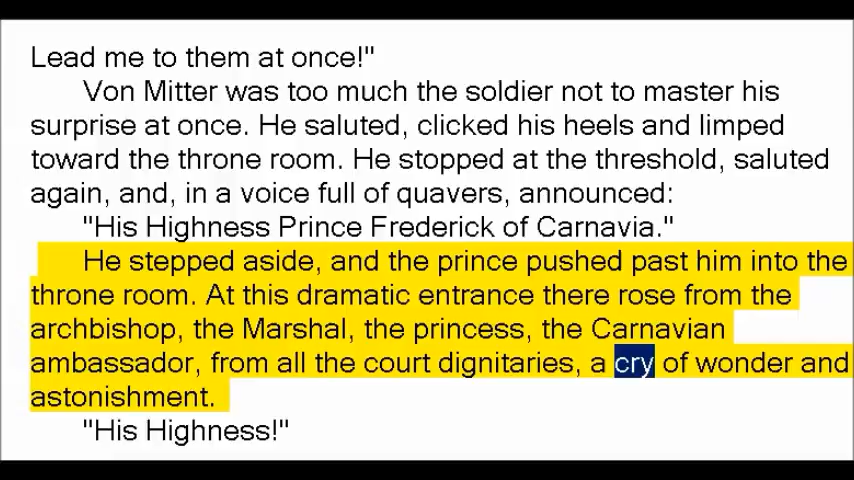 Lead me to them at once!"
Von Mitter was too much the soldier not to master his
surprise at once. He saluted, clicked his heels and limped
toward the throne room. He stopped at the threshold, saluted
again, and, in a voice full of quavers, announced:
"His Highness Prince Frederick of Carnavia."
He stepped aside, and the prince pushed past him into the
throne room. At this dramatic entrance there rose from the
archbishop, the Marshal, the princess, the Carnavian
ambassador, from all the court dignitaries, a cry of wonder and
astonishment.
"His Highness!"